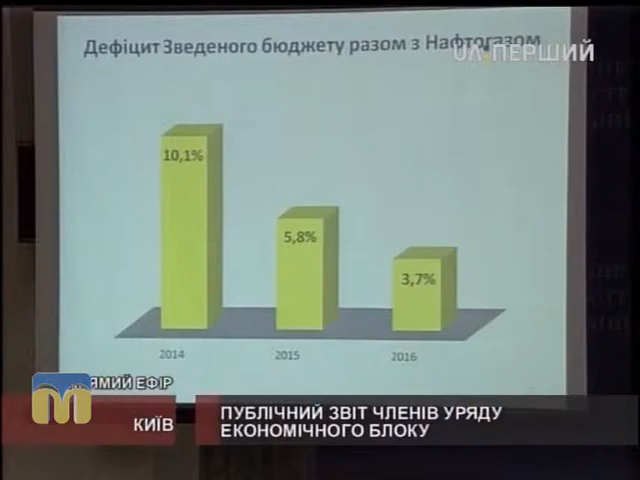 Дефіцит Зведеного бюджету разом з Нафтогазом
UA:ПЕРШИЙ
10,1%
5,8%
3,7%
2014
2015
2016
ПРЯМИЙ ЕФІР
КИЇВ
ПУБЛІЧНИЙ ЗВІТ ЧЛЕНІВ УРЯДУ
ЕКОНОМІЧНОГО БЛОКУ